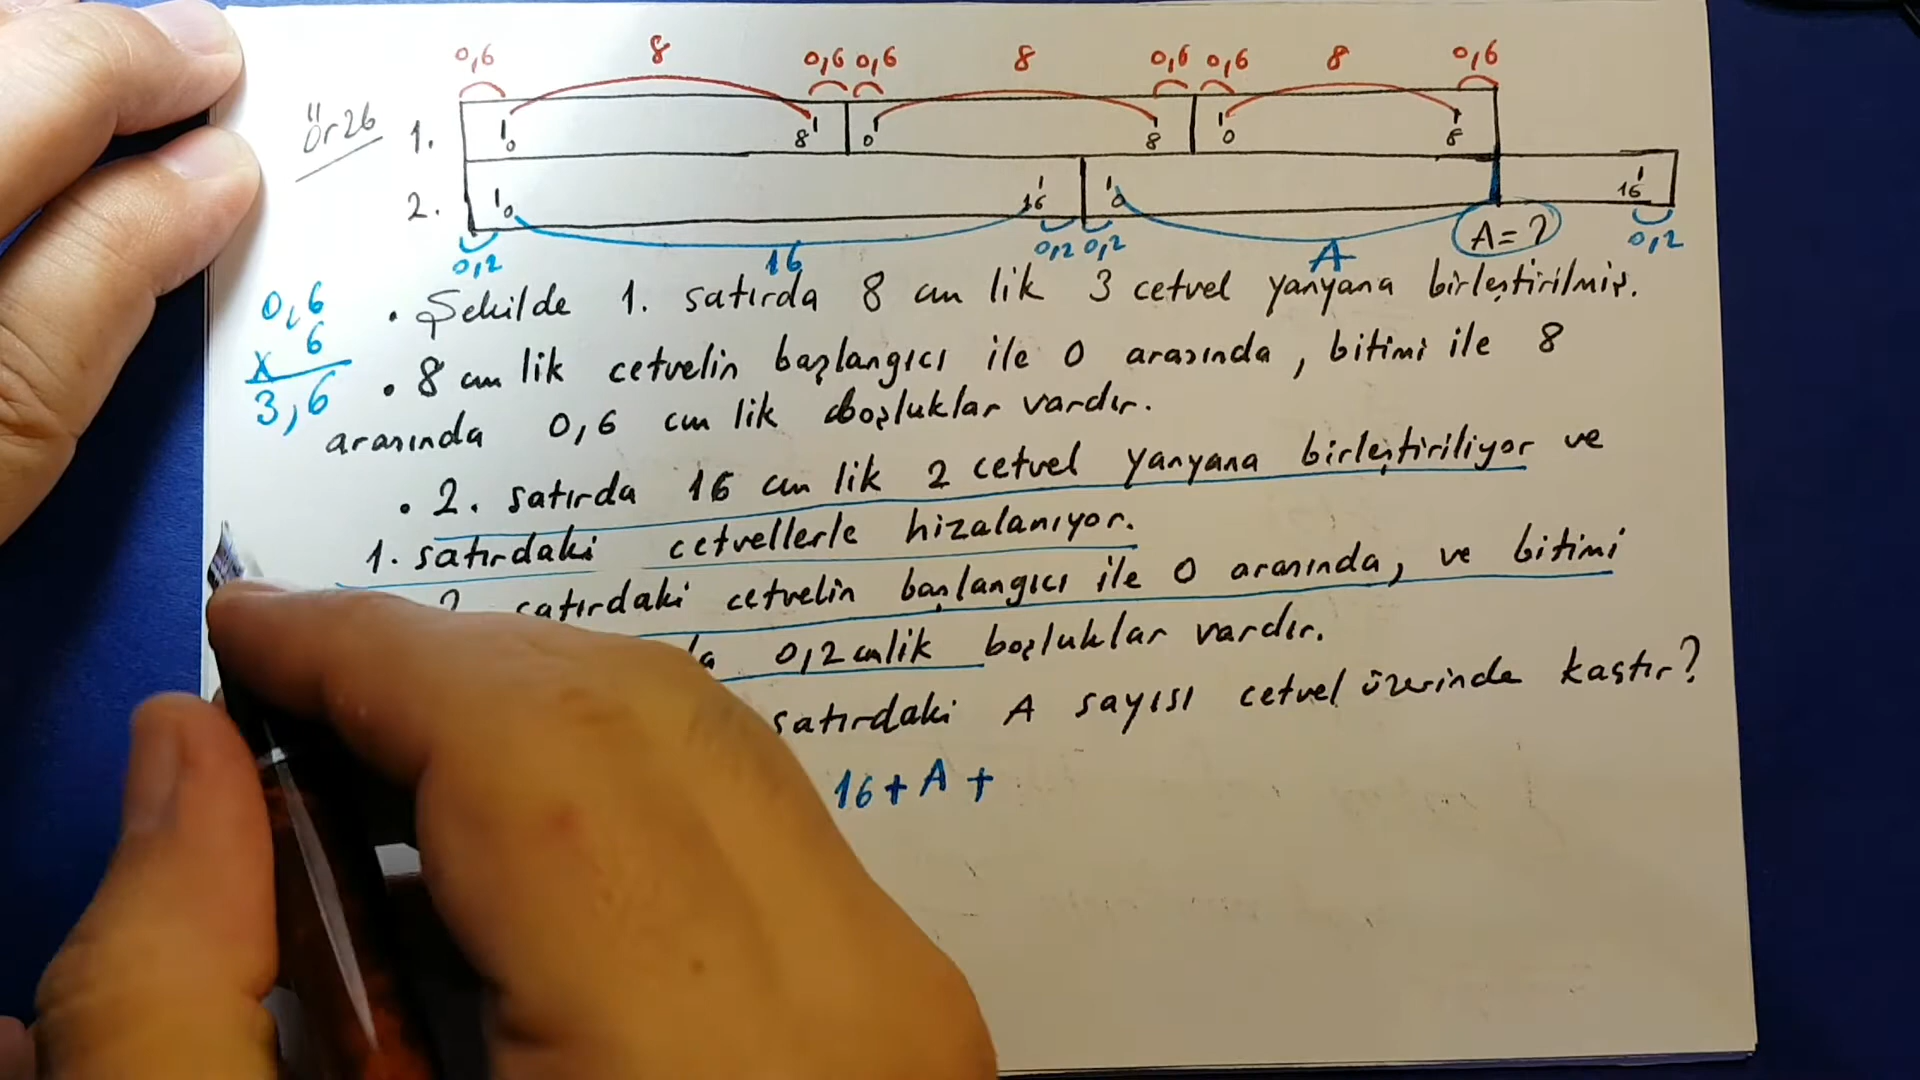 0,6 8 0,6 0,6 8 0,6 0,6 8 0,6
Ör26 1. 0 8 0 8 0 8
2. 0 16 0 16
0,2 16 0,2 0,2 A A=? 0,2
0,6
x 6
3,6
• Şekilde 1. satırda 8 cm lik 3 cetvel yanyana birleştirilmiş.
• 8 cm lik cetvelin başlangıcı ile 0 arasında, bitimi ile 8
arasında 0,6 cm lik boşluklar vardır.
• 2. satırda 16 cm lik 2 cetvel yanyana birleştiriliyor ve
1. satırdaki cetvellerle hizalanıyor.
satırdaki cetvelin başlangıcı ile 0 arasında, ve bitimi
0,2 cmlik boşluklar vardır.
satırdaki A sayısı cetvel üzerinde kaçtır?
16 + A +